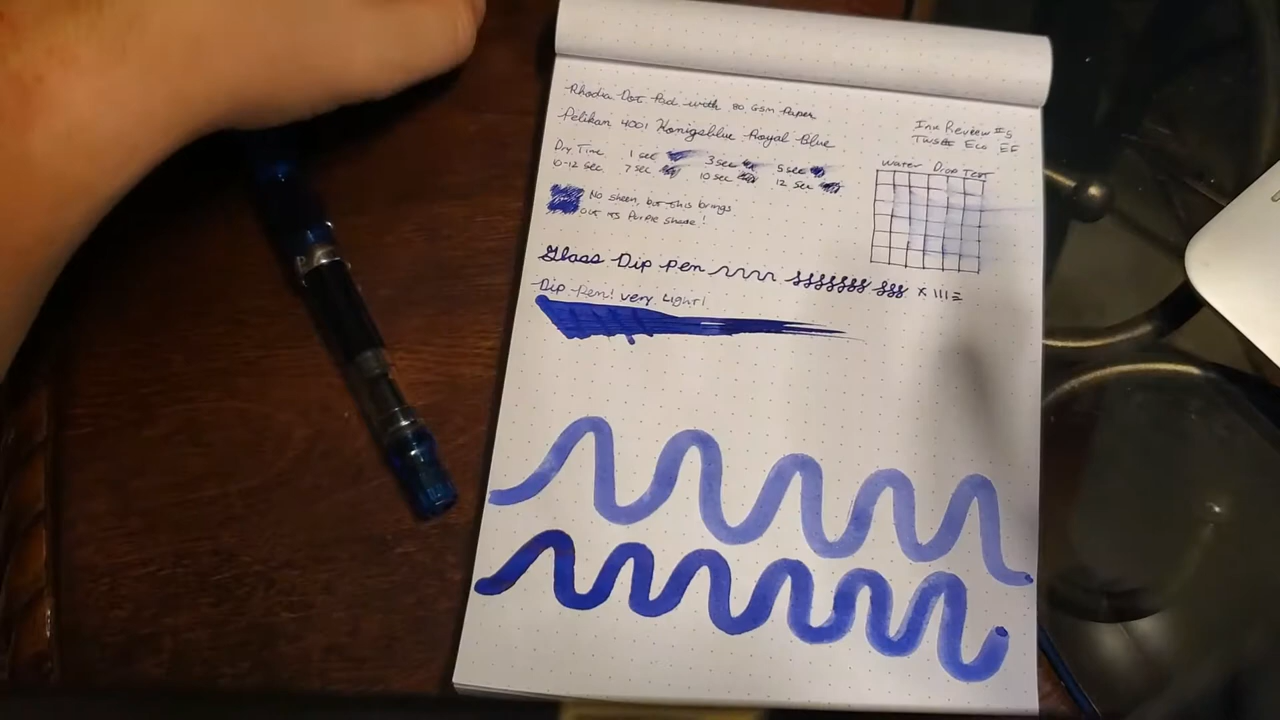 Rhodia Dot Pad with 80 GSM Paper
Pelikan 4001 Konigsblue Royal Blue
Ink Review #5
TWSBI Eco EF
Dry Time 1 sec 3 sec 5 sec
10-12 sec 7 sec 10 sec 12 sec
Water Drop Test
No sheen, but this brings
out its Purple shade!
Glass Dip Pen x III
Dip Pen! very Light!